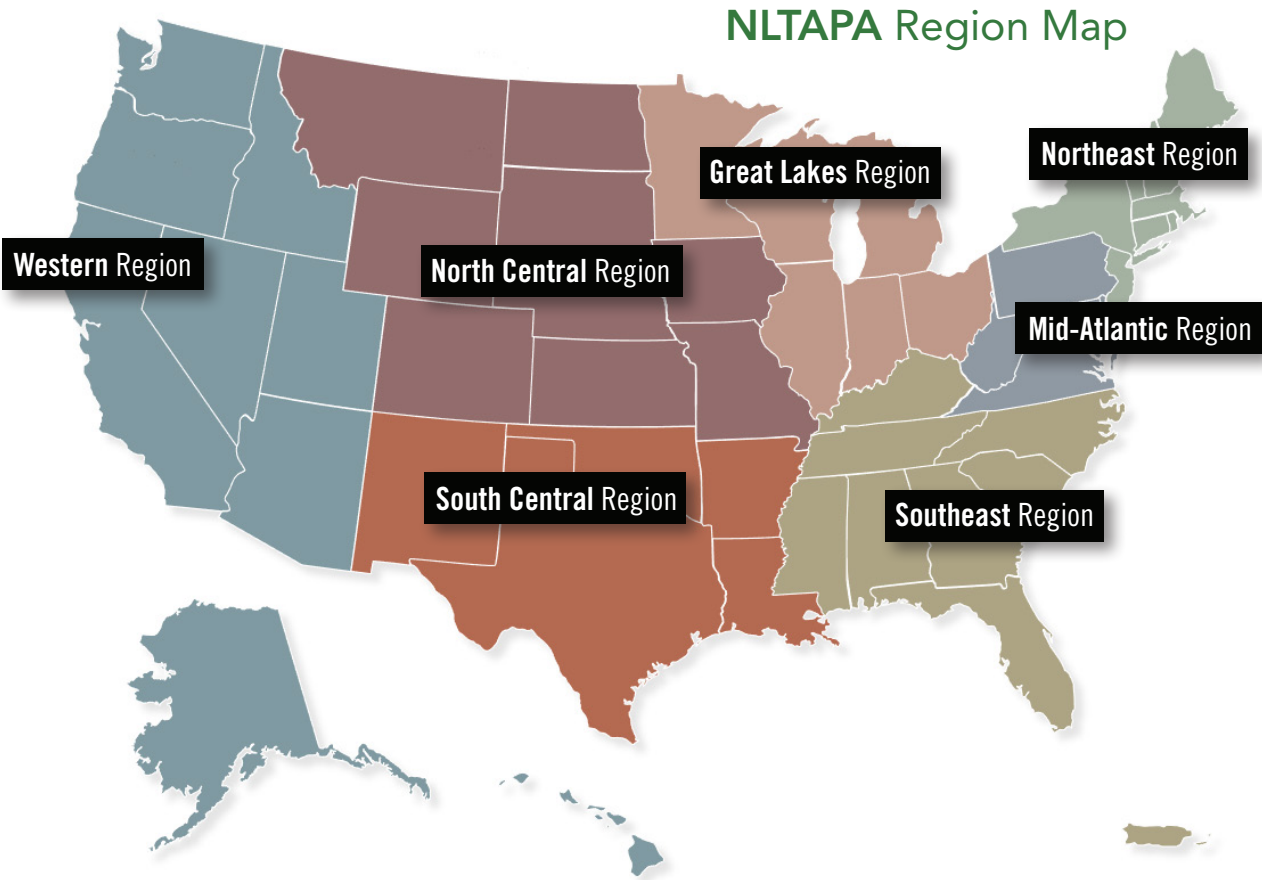 NLTAPA Region Map
Great Lakes Region
Northeast Region
Western Region
North Central Region
Mid-Atlantic Region
South Central Region
Southeast Region